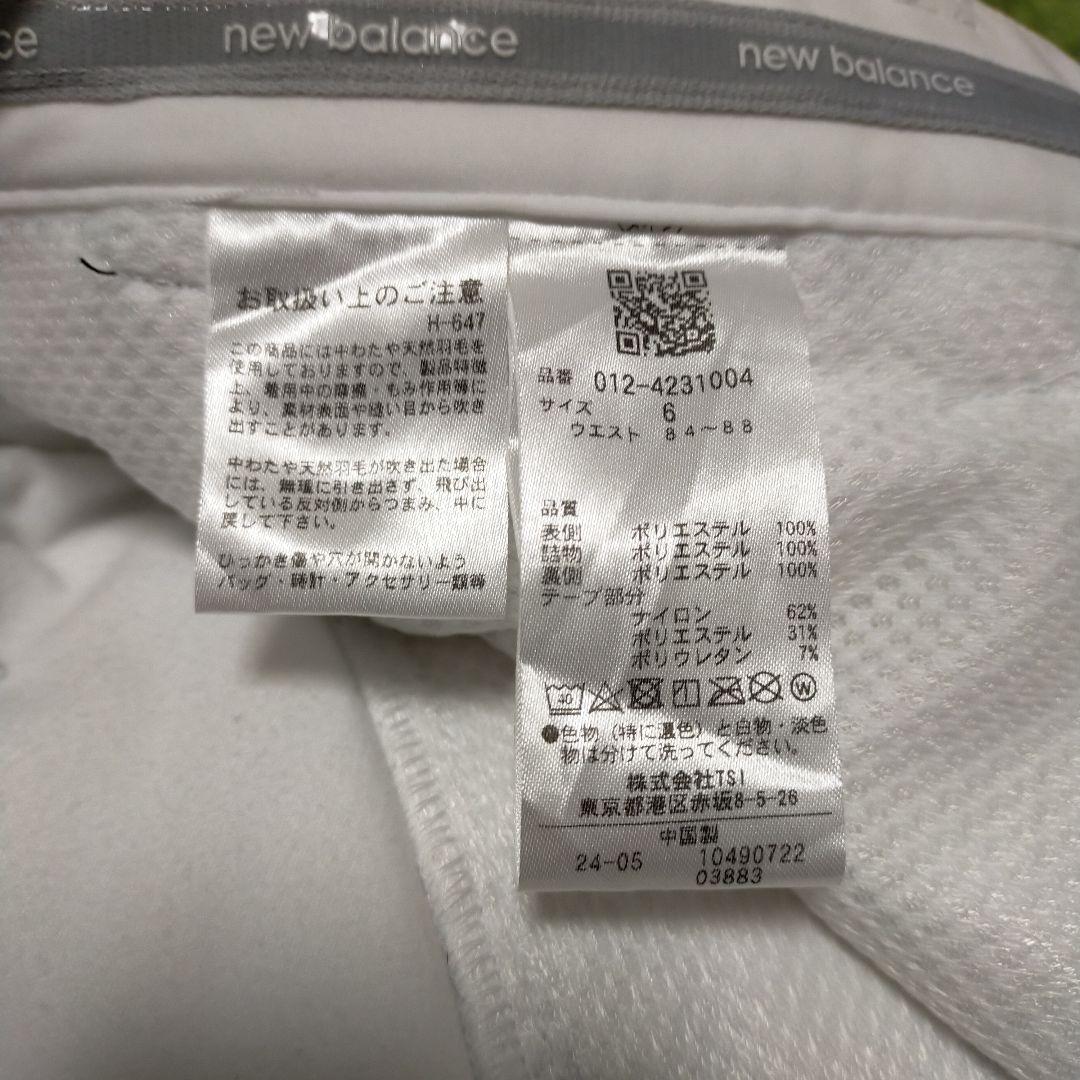 ce new balance new balance
お取扱い上のご注意
H-647
この商品には中わたや天然羽毛を
使用しておりますので、製品特徴
上、着用中の摩擦・もみ作用等に
より、素材表面や縫い目から吹き
出すことがあります。
中わたや天然羽毛が吹き出た場合
には、無理に引き出さず、飛び出
している反対側からつまみ、中に
戻して下さい。
ひっかき傷や穴が開かないよう
バッグ・時計・アクセサリー類等
品番 012-4231004
サイズ 6
ウエスト 84～88
品質
表側 ポリエステル 100%
詰物 ポリエステル 100%
裏側 ポリエステル 100%
テープ部分
ナイロン 62%
ポリエステル 31%
ポリウレタン 7%
40 W
●色物(特に濃色)と白物・淡色
物は分けて洗ってください。
株式会社TSI
東京都港区赤坂8-5-26
中国製
24-05 10490722
03883